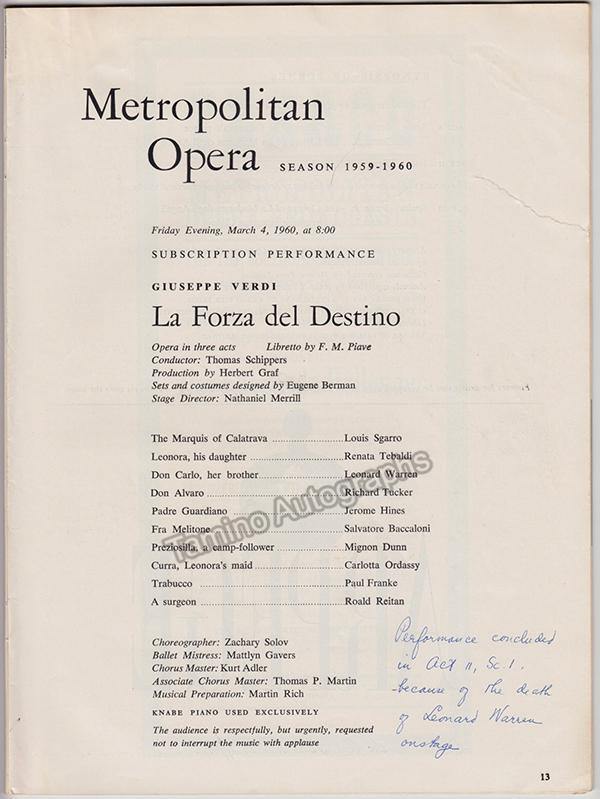 Metropolitan
Opera SEASON 1959-1960
Friday Evening, March 4, 1960, at 8:00
SUBSCRIPTION PERFORMANCE
GIUSEPPE VERDI
La Forza del Destino
Opera in three acts Libretto by F. M. Piave
Conductor: Thomas Schippers
Production by Herbert Graf
Sets and costumes designed by Eugene Berman
Stage Director: Nathaniel Merrill
The Marquis of Calatrava ........................ Louis Sgarro
Leonora, his daughter ........................ Renata Tebaldi
Don Carlo, her brother ........................ Leonard Warren
Don Alvaro ........................ Richard Tucker
Padre Guardiano ........................ Jerome Hines
Fra Melitone ........................ Salvatore Baccaloni
Preziosilla, a camp-follower ........................ Mignon Dunn
Curra, Leonora's maid ........................ Carlotta Ordassy
Trabucco ........................ Paul Franke
A surgeon ........................ Roald Reitan
Tamino Autographs
Choreographer: Zachary Solov
Ballet Mistress: Mattlyn Gavers
Chorus Master: Kurt Adler
Associate Chorus Master: Thomas P. Martin
Musical Preparation: Martin Rich
KNABE PIANO USED EXCLUSIVELY
The audience is respectfully, but urgently, requested
not to interrupt the music with applause
Performance concluded
in Act II, Sc. 1.
because of the death
of Leonard Warren
onstage
13